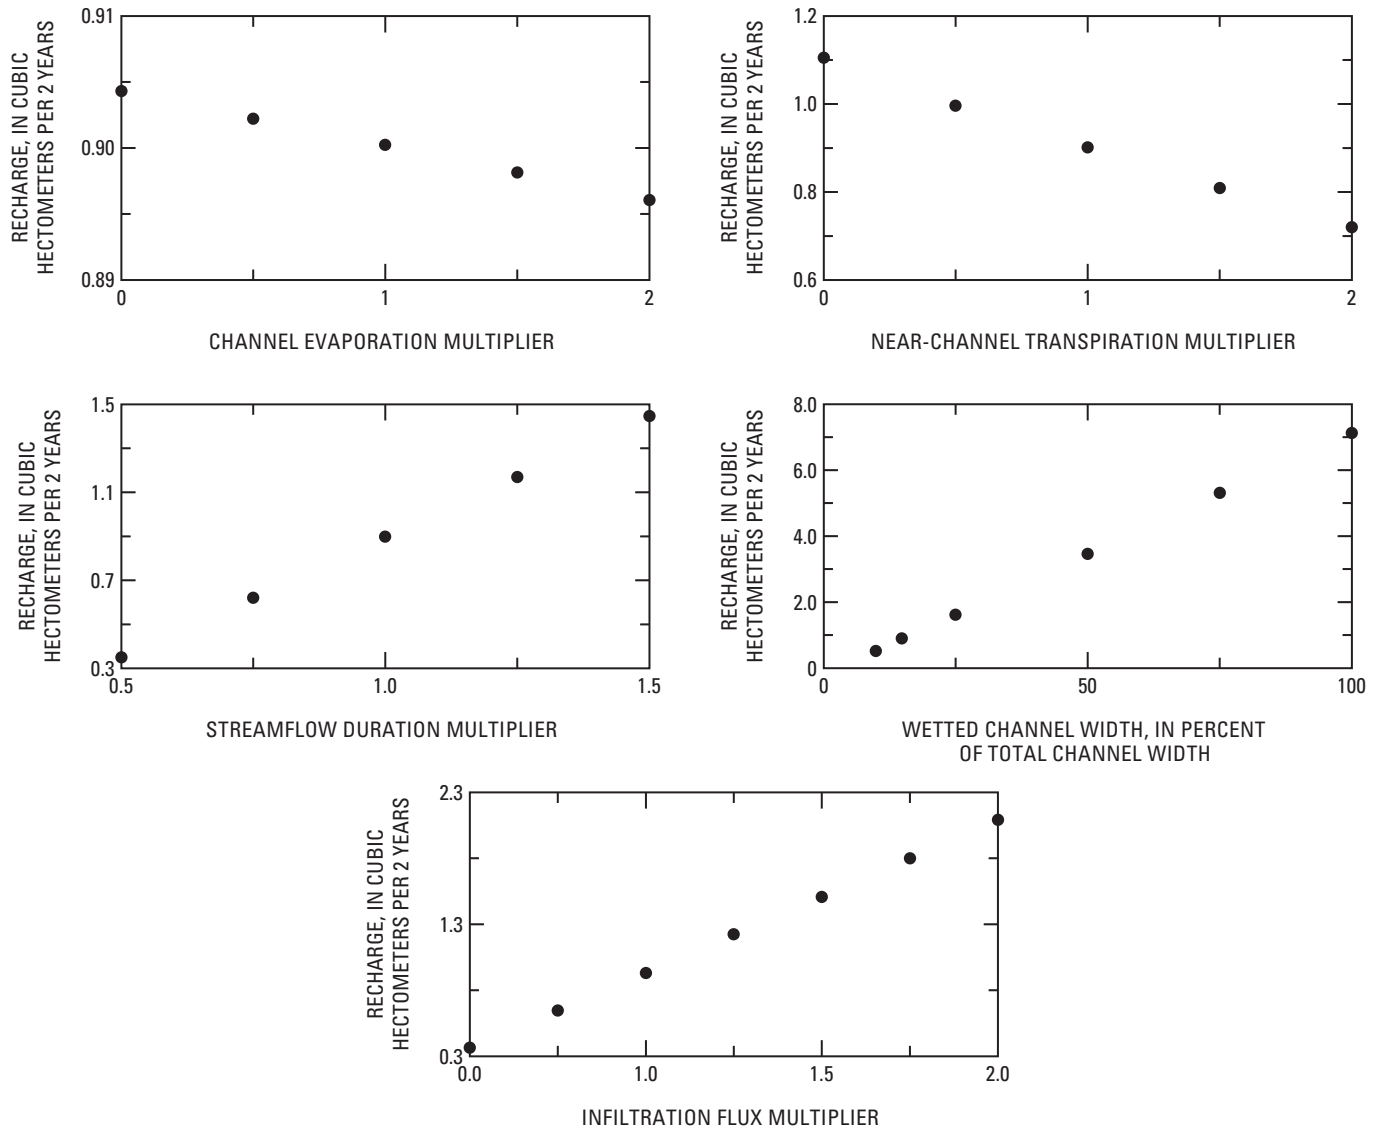 RECHARGE, IN CUBIC
HECTOMETERS PER 2 YEARS
0.91
0.90
0.89
0
1
2
CHANNEL EVAPORATION MULTIPLIER
RECHARGE, IN CUBIC
HECTOMETERS PER 2 YEARS
1.2
1.0
0.8
0.6
0
1
2
NEAR-CHANNEL TRANSPIRATION MULTIPLIER
RECHARGE, IN CUBIC
HECTOMETERS PER 2 YEARS
1.5
1.1
0.7
0.3
0.5
1.0
1.5
STREAMFLOW DURATION MULTIPLIER
RECHARGE, IN CUBIC
HECTOMETERS PER 2 YEARS
8.0
6.0
4.0
2.0
0
0
50
100
WETTED CHANNEL WIDTH, IN PERCENT
OF TOTAL CHANNEL WIDTH
RECHARGE, IN CUBIC
HECTOMETERS PER 2 YEARS
2.3
1.3
0.3
0.0
1.0
1.5
2.0
INFILTRATION FLUX MULTIPLIER